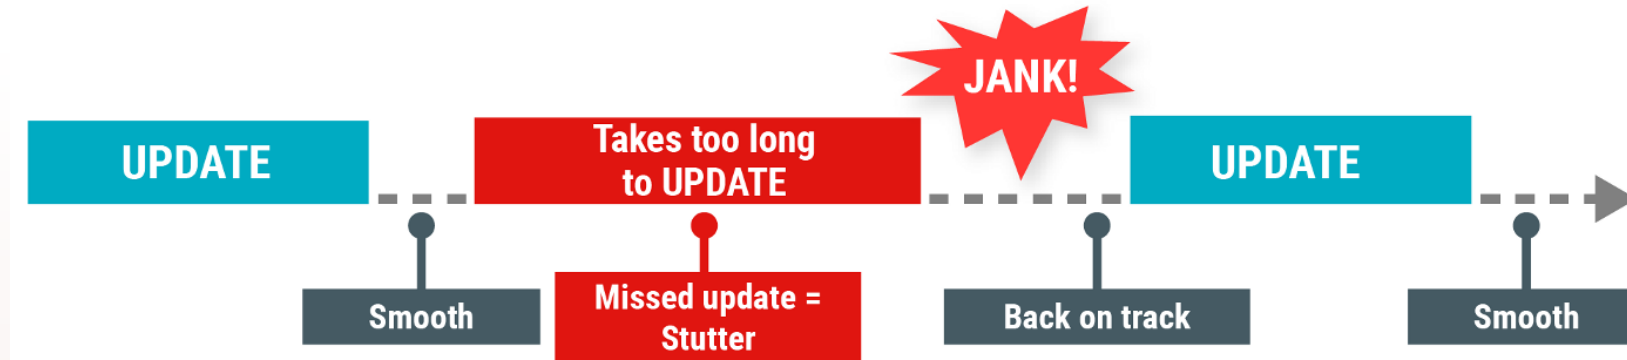 JANK!
UPDATE
Takes too long
to UPDATE
UPDATE
Smooth
Missed update =
Stutter
Back on track
Smooth